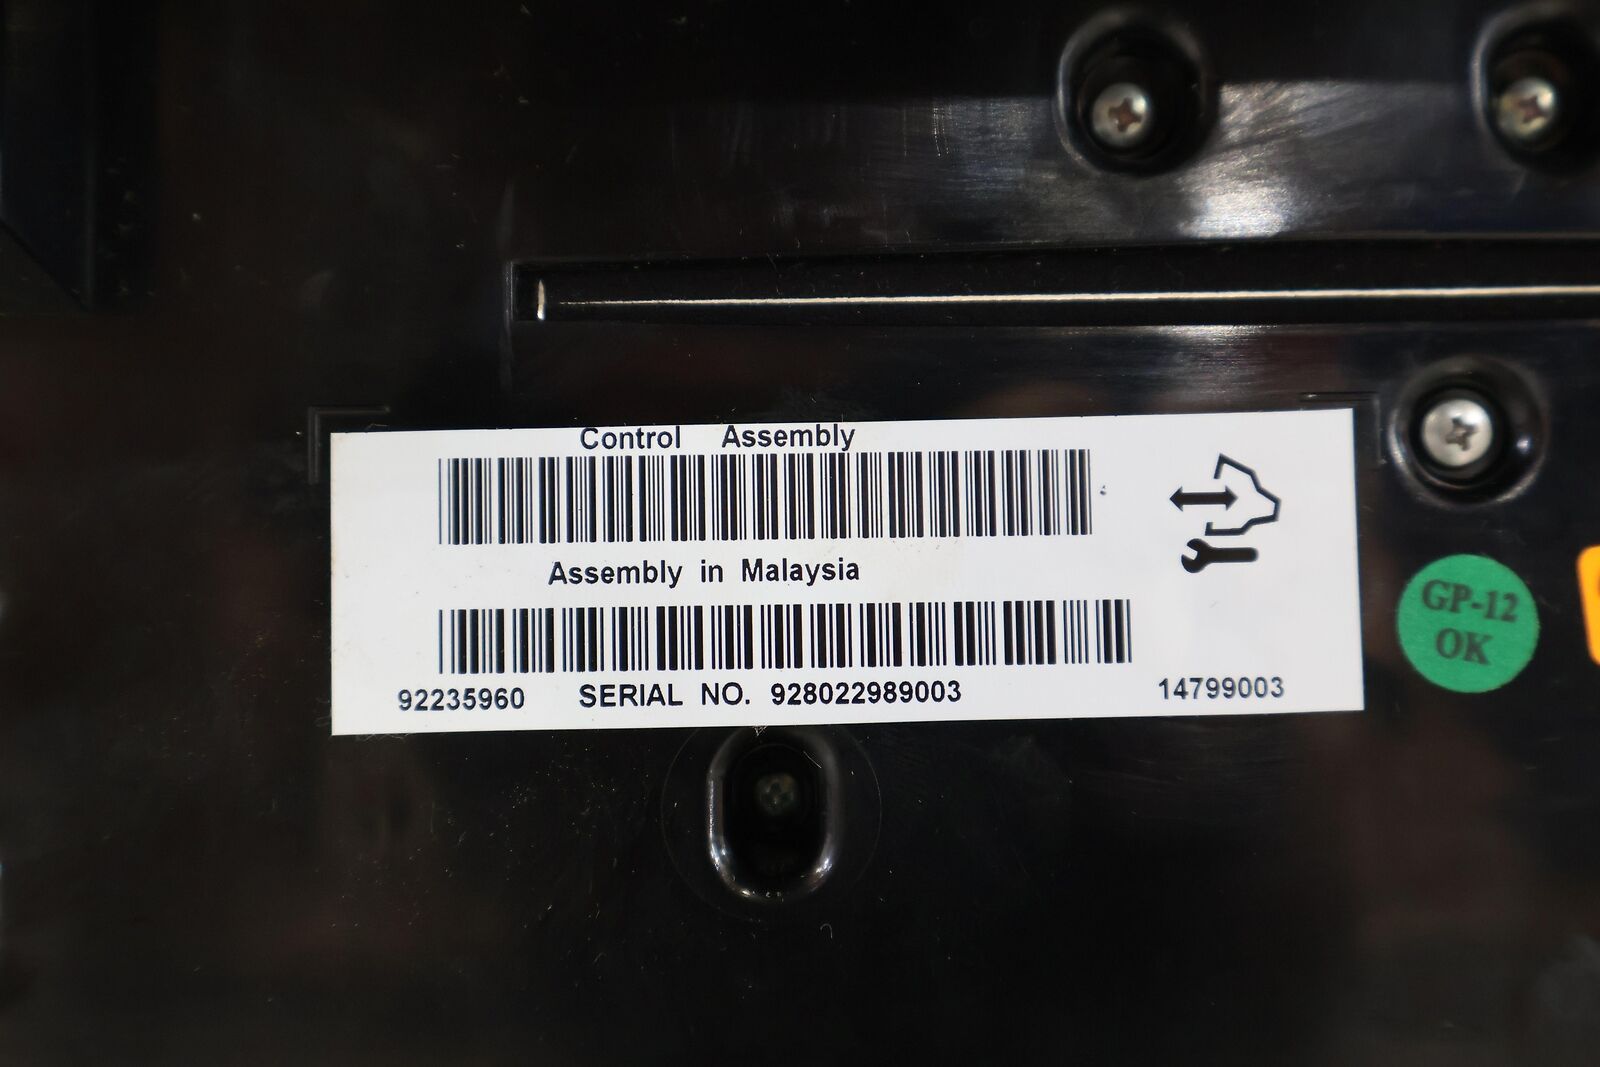 Control Assembly
Assembly in Malaysia
92235960 SERIAL NO. 928022989003 14799003
GP-12
OK